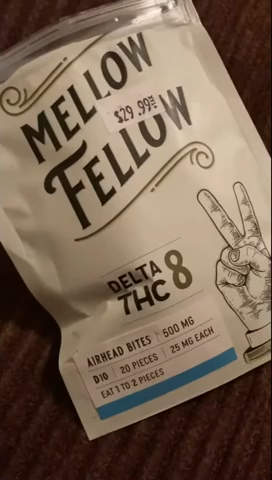 MELLOW
$29.99
FELLOW
DELTA 8
THC
AIRHEAD BITES | 500 MG
D10 | 20 PIECES | 25 MG EACH
EAT 1 TO 2 PIECES